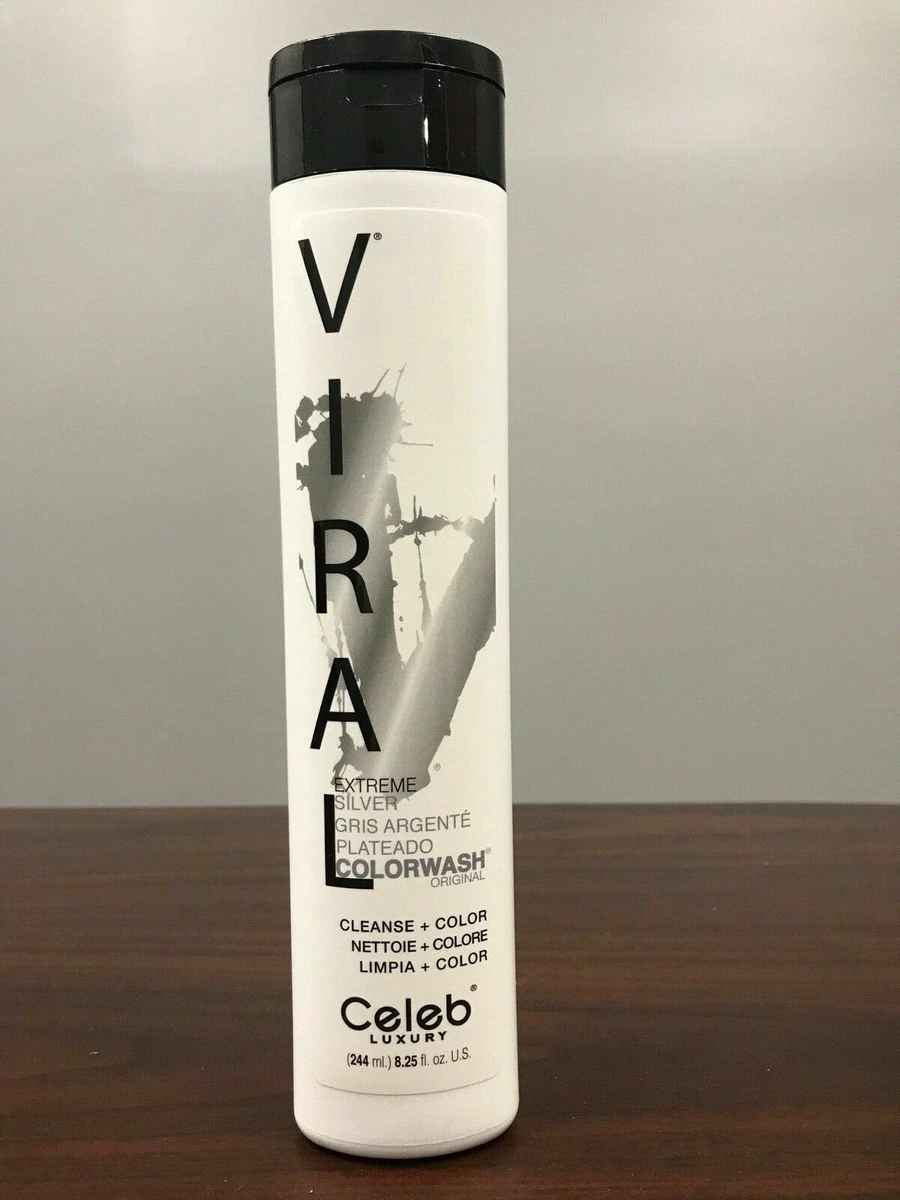 VIRAL®
EXTREME
SILVER
GRIS ARGENTÉ
PLATEADO
COLORWASH®
ORIGINAL
CLEANSE + COLOR
NETTOIE + COLORE
LIMPIA + COLOR
Celeb®
LUXURY
(244 ml.) 8.25 fl. oz. U.S.